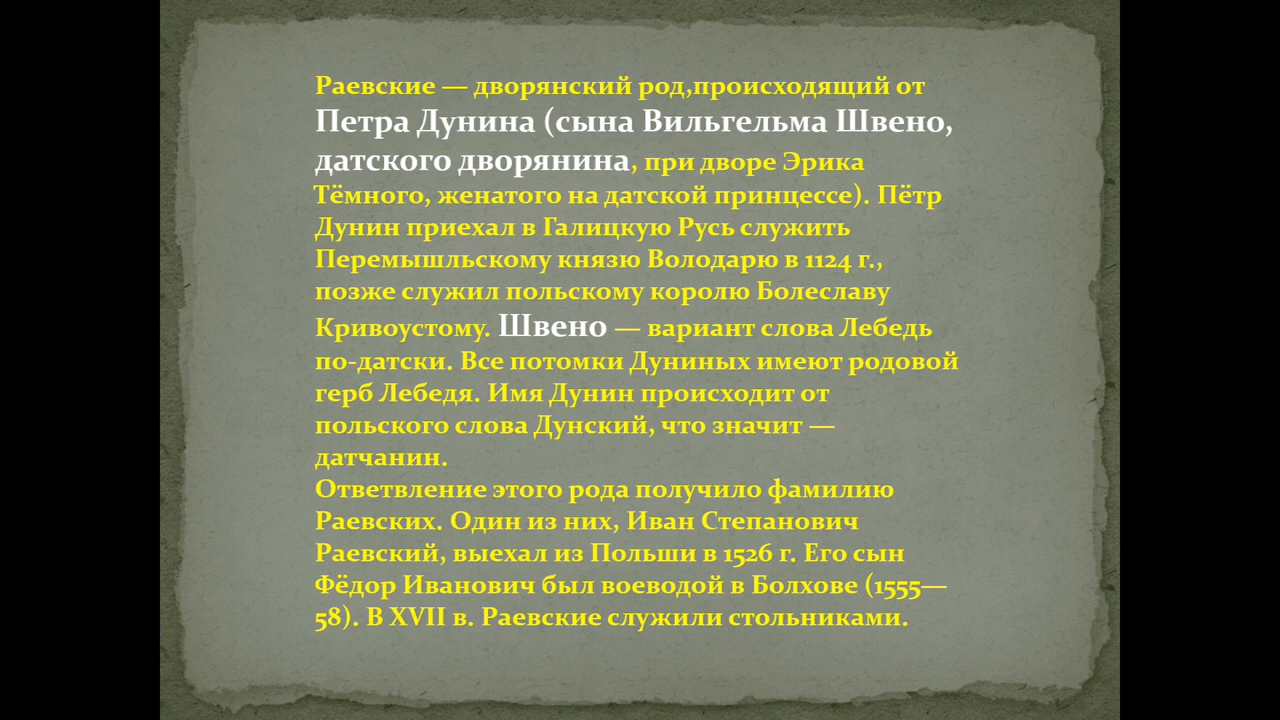 Раевские — дворянский род,происходящий от
Петра Дунина (сына Вильгельма Швено,
датского дворянина, при дворе Эрика
Тёмного, женатого на датской принцессе). Пётр
Дунин приехал в Галицкую Русь служить
Перемышльскому князю Володарю в 1124 г.,
позже служил польскому королю Болеславу
Кривоустому. Швено — вариант слова Лебедь
по-датски. Все потомки Дуниных имеют родовой
герб Лебедя. Имя Дунин происходит от
польского слова Дунский, что значит —
датчанин.
Ответвление этого рода получило фамилию
Раевских. Один из них, Иван Степанович
Раевский, выехал из Польши в 1526 г. Его сын
Фёдор Иванович был воеводой в Болхове (1555—
58). В XVII в. Раевские служили стольниками.